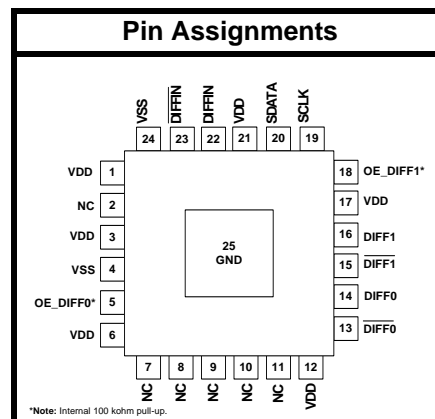 Pin Assignments
VSS
DIFFIN
DIFFIN
VDD
SDATA
SCLK
24
23
22
21
20
19
VDD 1
18 OE_DIFF1*
NC 2
17 VDD
VDD 3
16 DIFF1
25
GND
VSS 4
15 DIFF1
OE_DIFF0* 5
14 DIFF0
VDD 6
13 DIFF0
7
8
9
10
11
12
NC
NC
NC
NC
NC
VDD
*Note: Internal 100 kohm pull-up.